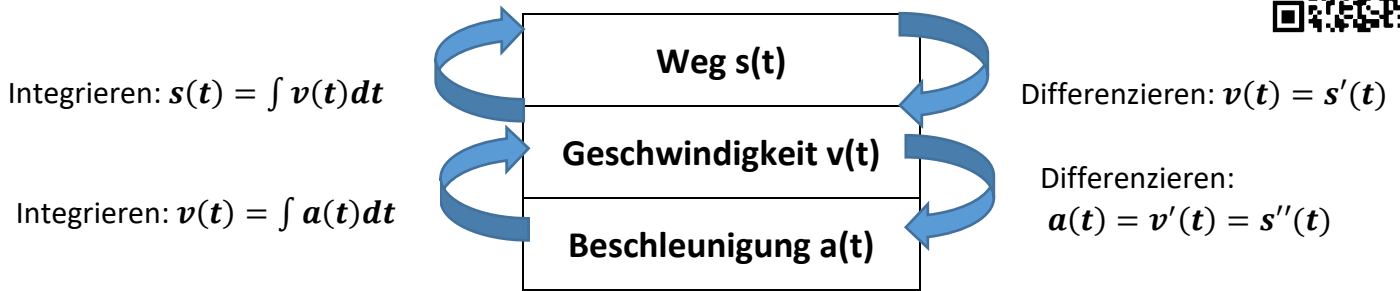 Weg s(t)
Integrieren: s(t) = ∫ v(t)dt
Differenzieren: v(t) = s′(t)
Geschwindigkeit v(t)
Differenzieren:
Integrieren: v(t) = ∫ a(t)dt
a(t) = v′(t) = s′′(t)
Beschleunigung a(t)